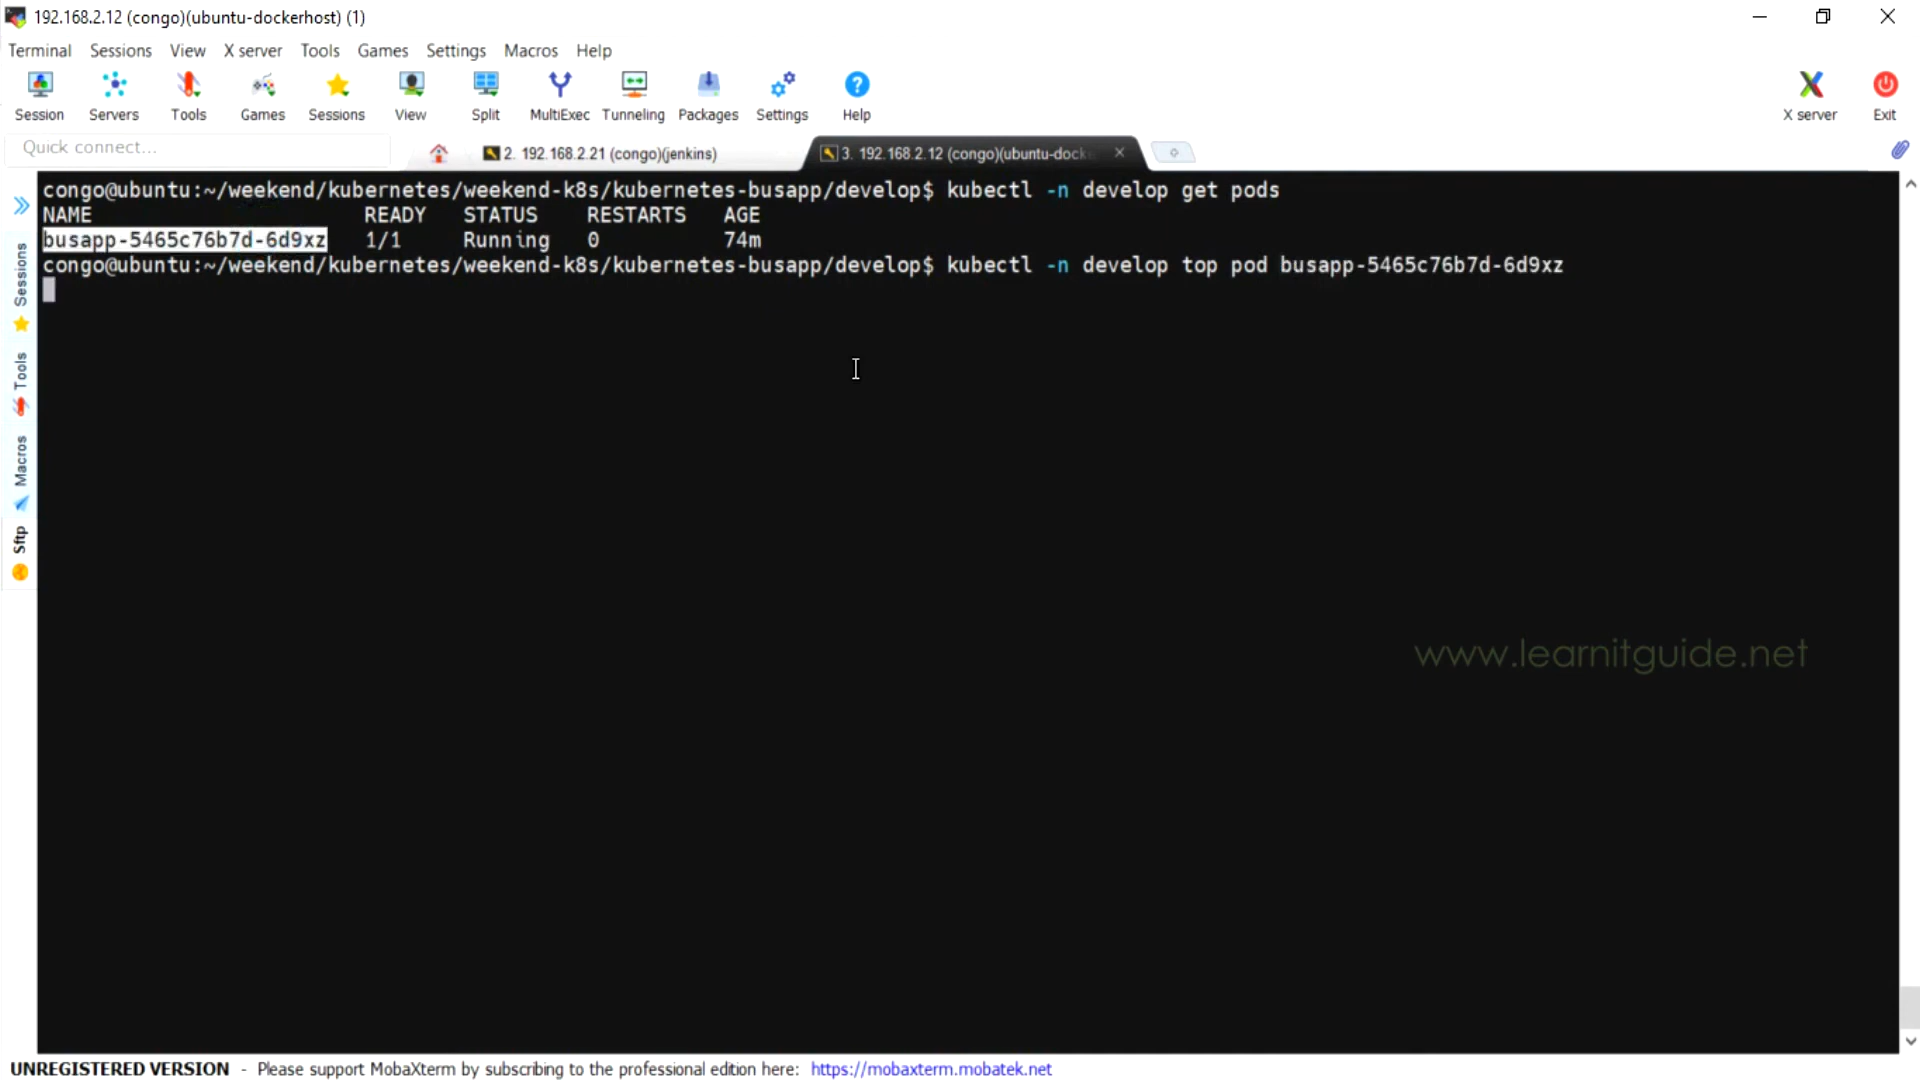 192.168.2.12 (congo)(ubuntu-dockerhost) (1)
Terminal Sessions View X server Tools Games Settings Macros Help
Session Servers Tools Games Sessions View Split MultiExec Tunneling Packages Settings Help X server Exit
Quick connect... 2. 192.168.2.21 (congo)(jenkins) 3. 192.168.2.12 (congo)(ubuntu-dock
congo@ubuntu:~/weekend/kubernetes/weekend-k8s/kubernetes-busapp/develop$ kubectl -n develop get pods
NAME READY STATUS RESTARTS AGE
busapp-5465c76b7d-6d9xz 1/1 Running 0 74m
congo@ubuntu:~/weekend/kubernetes/weekend-k8s/kubernetes-busapp/develop$ kubectl -n develop top pod busapp-5465c76b7d-6d9xz
Sessions
Tools
Macros
Sftp
www.learnitguide.net
UNREGISTERED VERSION - Please support MobaXterm by subscribing to the professional edition here: https://mobaxterm.mobatek.net